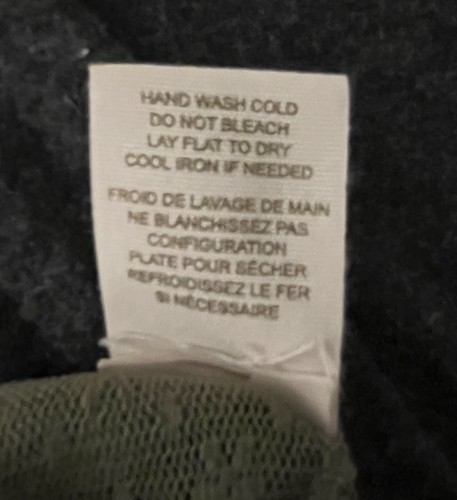 HAND WASH COLD
DO NOT BLEACH
LAY FLAT TO DRY
COOL IRON IF NEEDED
FROID DE LAVAGE DE MAIN
NE BLANCHISSEZ PAS
CONFIGURATION
PLATE POUR SÉCHER
REFROIDISSEZ LE FER
SI NÉCESSAIRE